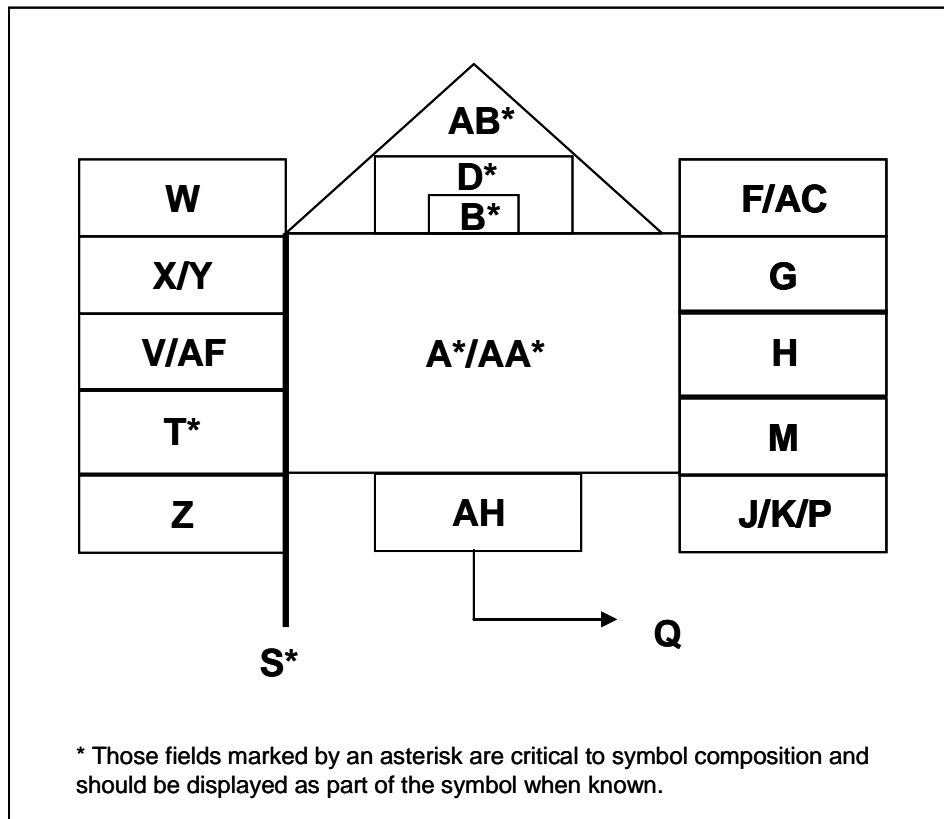 AB*
D*
B*
W
F/AC
X/Y
G
V/AF
A*/AA*
H
T*
M
Z
AH
J/K/P
Q
S*
* Those fields marked by an asterisk are critical to symbol composition and
should be displayed as part of the symbol when known.